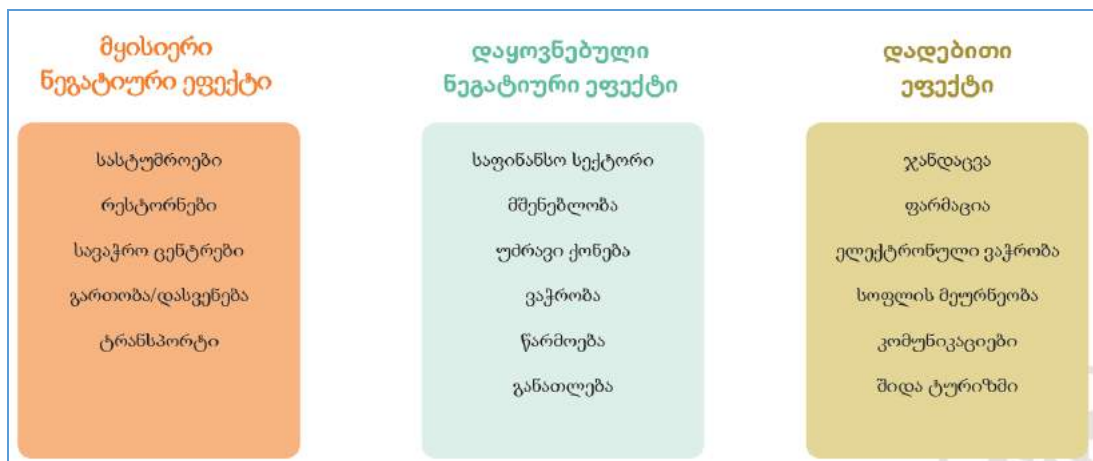 მყისიერი
ნეგატიური ეფექტი
სასტუმროები
რესტორნები
სავაჭრო ცენტრები
გართობა/დასვენება
ტრანსპორტი
დაყოვნებული
ნეგატიური ეფექტი
საფინანსო სექტორი
მშენებლობა
უძრავი ქონება
ვაჭრობა
წარმოება
განათლება
დადებითი
ეფექტი
ჯანდაცვა
ფარმაცია
ელექტრონული ვაჭრობა
სოფლის მეურნეობა
კომუნიკაციები
შიდა ტურიზმი